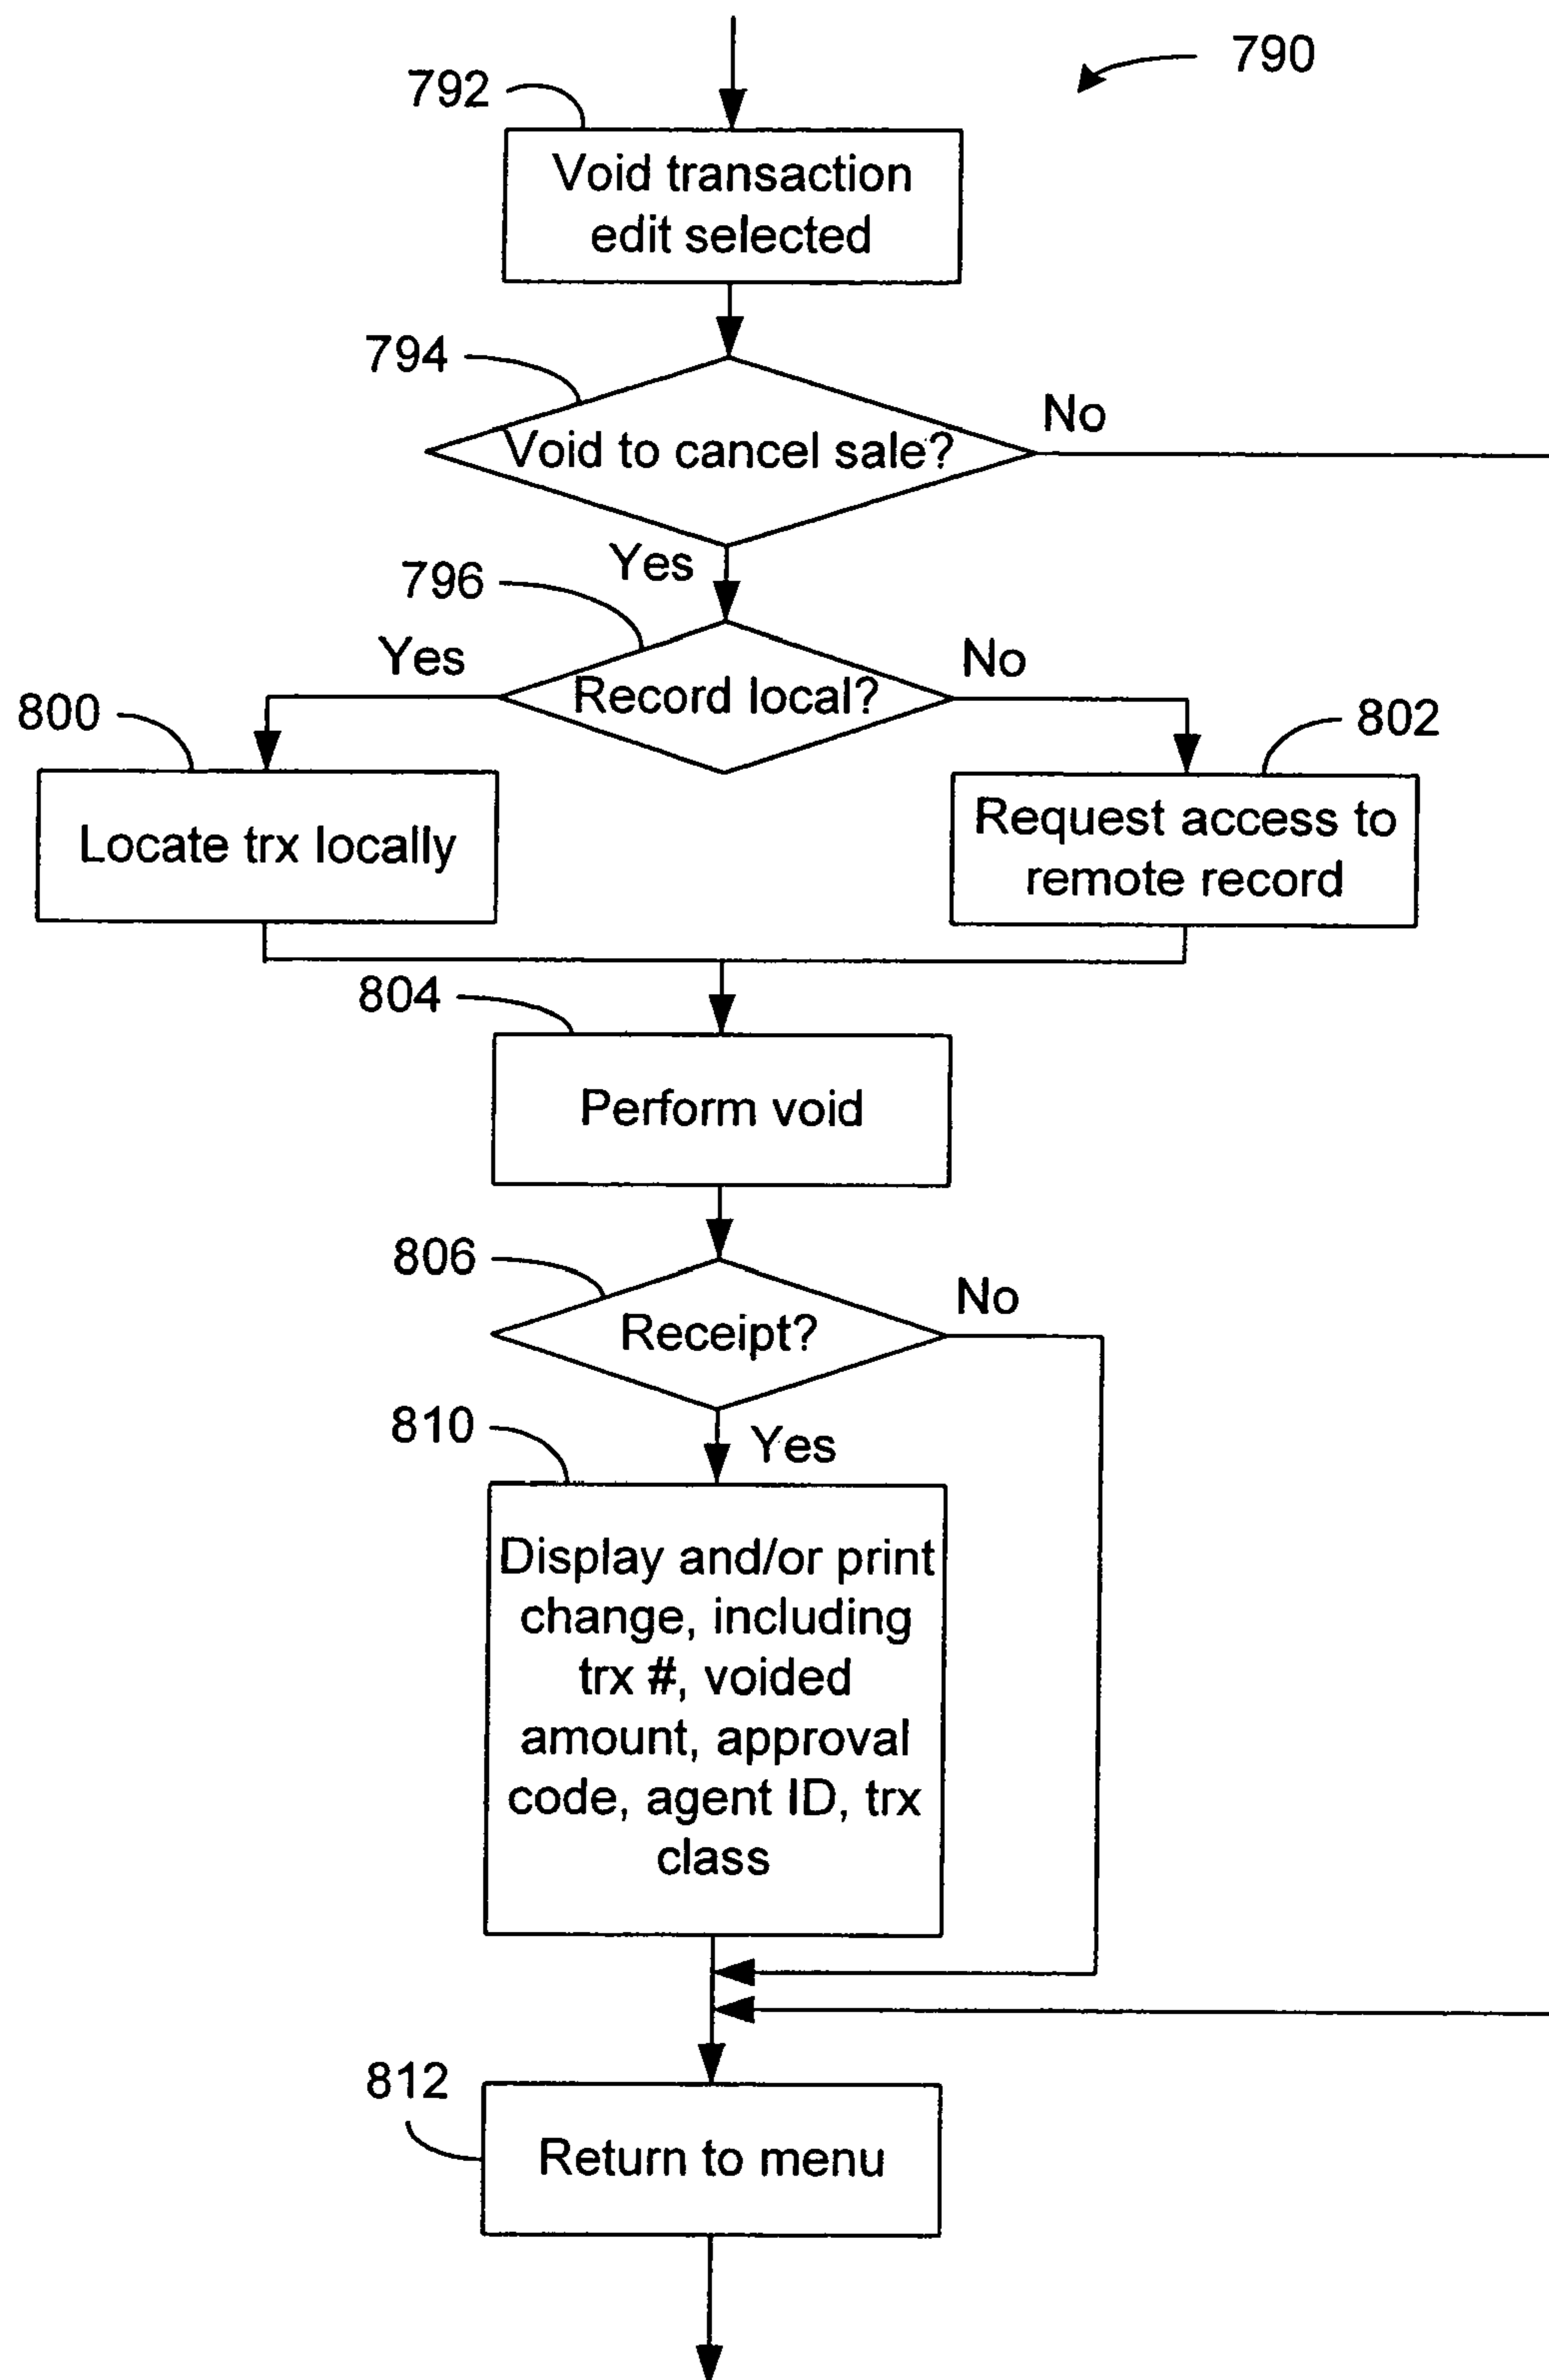 790
792
Void transaction
edit selected
794
Void to cancel sale?
No
Yes
796
Yes
Record local?
No
800
802
Locate trx locally
Request access to
remote record
804
Perform void
806
Receipt?
No
810
Yes
Display and/or print
change, including
trx #, voided
amount, approval
code, agent ID, trx
class
812
Return to menu